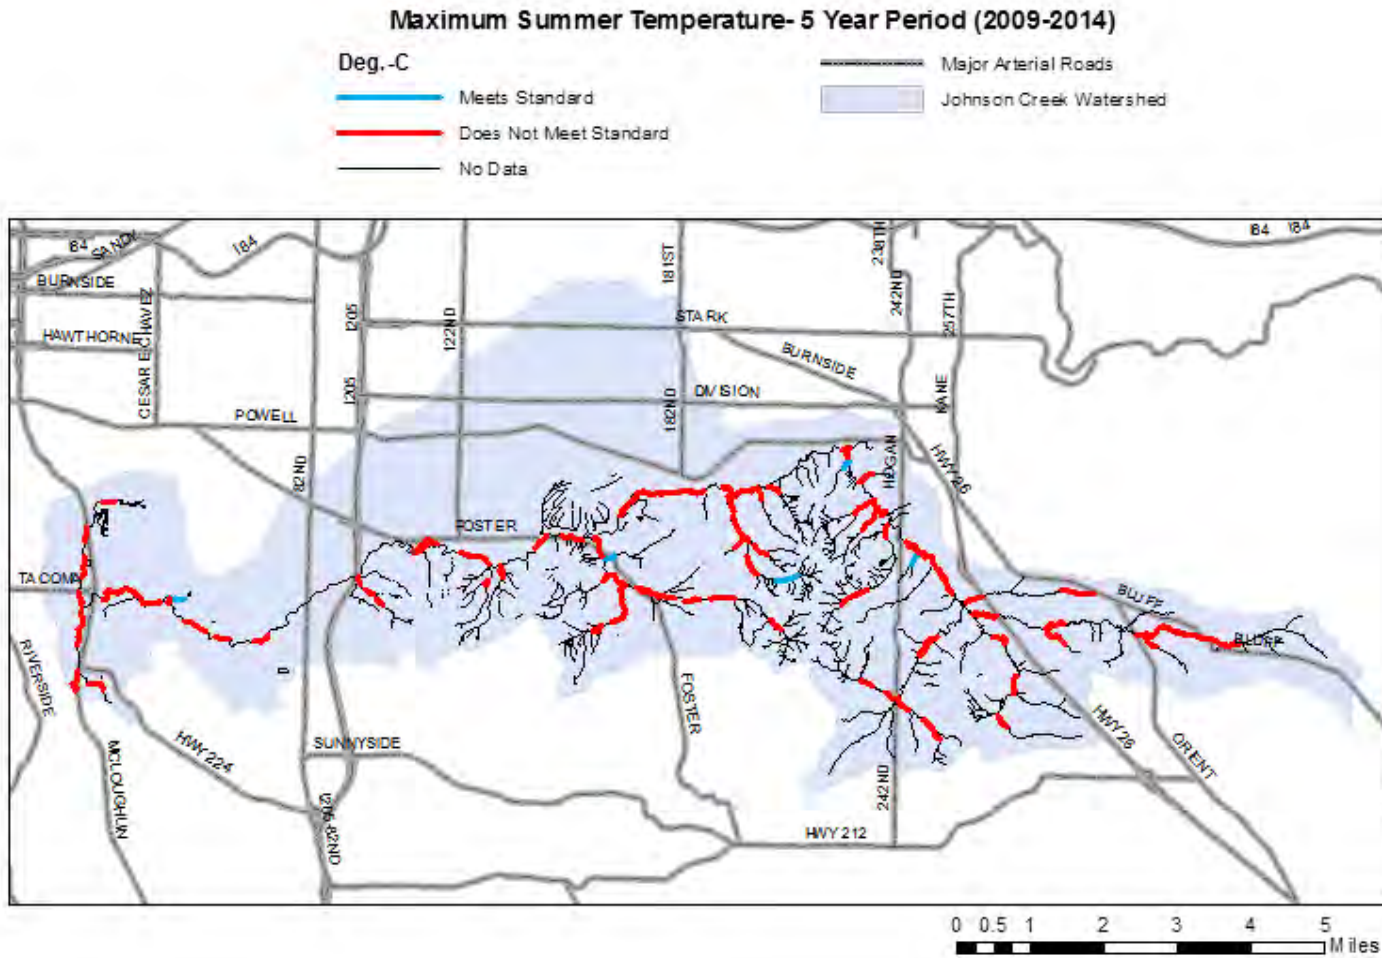 Maximum Summer Temperature- 5 Year Period (2009-2014)
Deg.-C
Meets Standard
Does Not Meet Standard
No Data
Major Arterial Roads
Johnson Creek Watershed
I84
SANDY
I84
238TH
I84
I84
BURNSIDE
181ST
242ND
HAWTHORNE
CESAR E CHAVEZ
I205
122ND
STARK
257TH
BURNSIDE
I205
182ND
DIVISION
KANE
POWELL
82ND
HOGAN
HWY 26
FOSTER
TACOMA
BLUFF
BLUFF
RIVERSIDE
FOSTER
HWY 26
ORIENT
MCLOUGHLIN
HWY 224
SUNNYSIDE
242ND
82ND
HWY 212
0 0.5 1 2 3 4 5
Miles